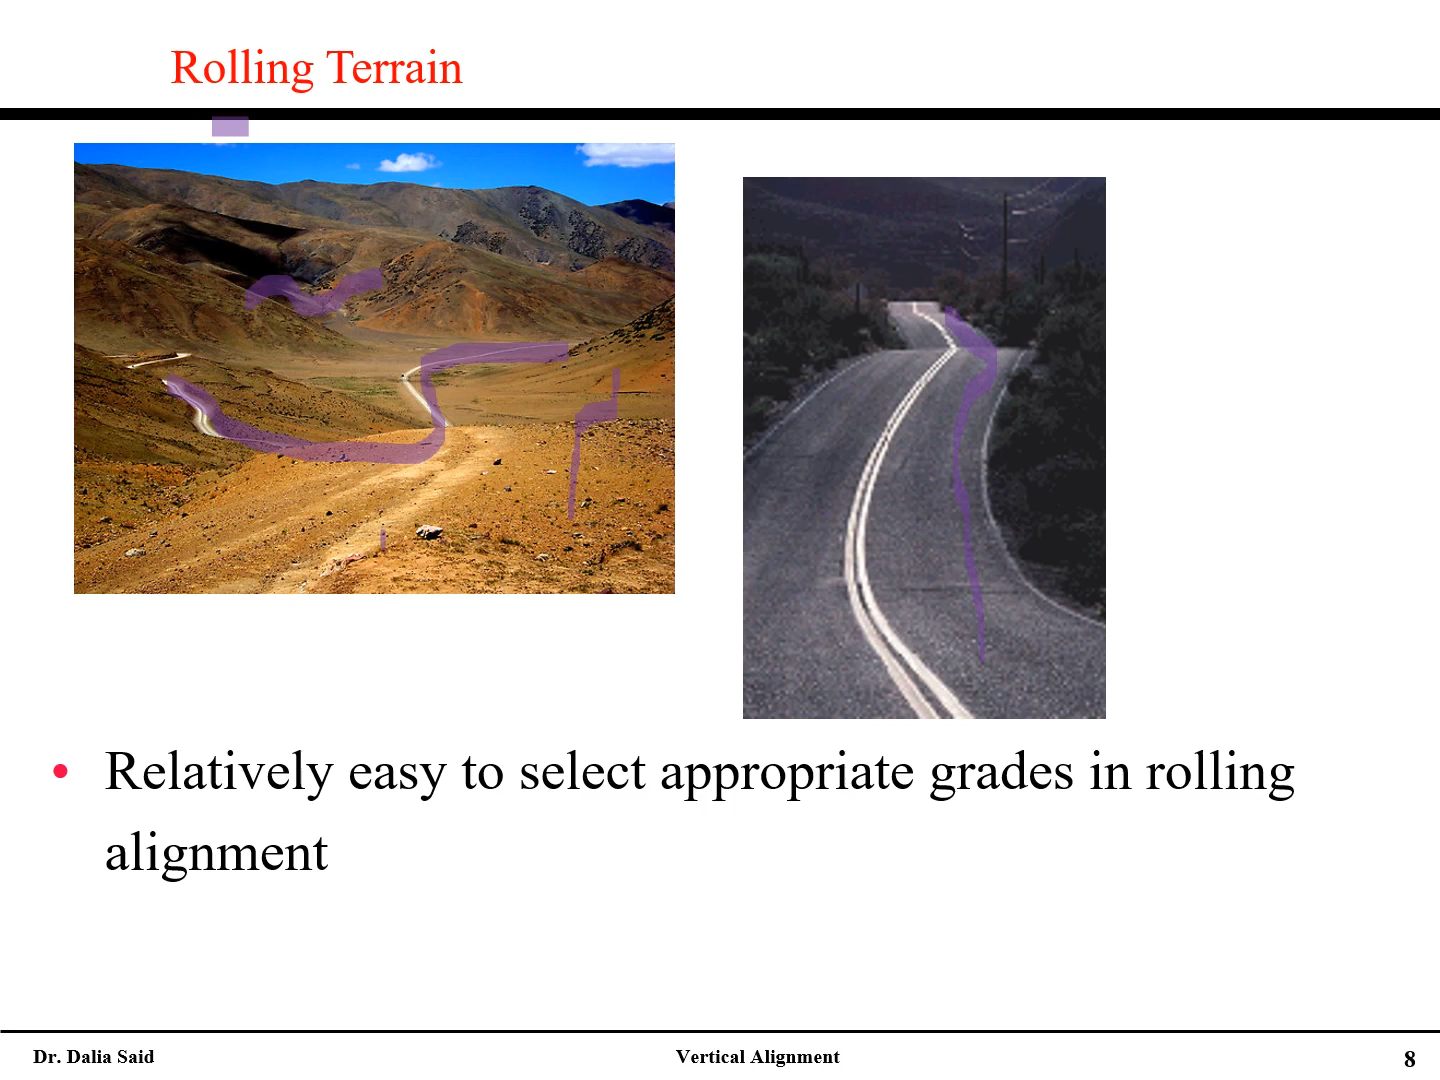 Rolling Terrain
• Relatively easy to select appropriate grades in rolling
alignment
Dr. Dalia Said Vertical Alignment 8